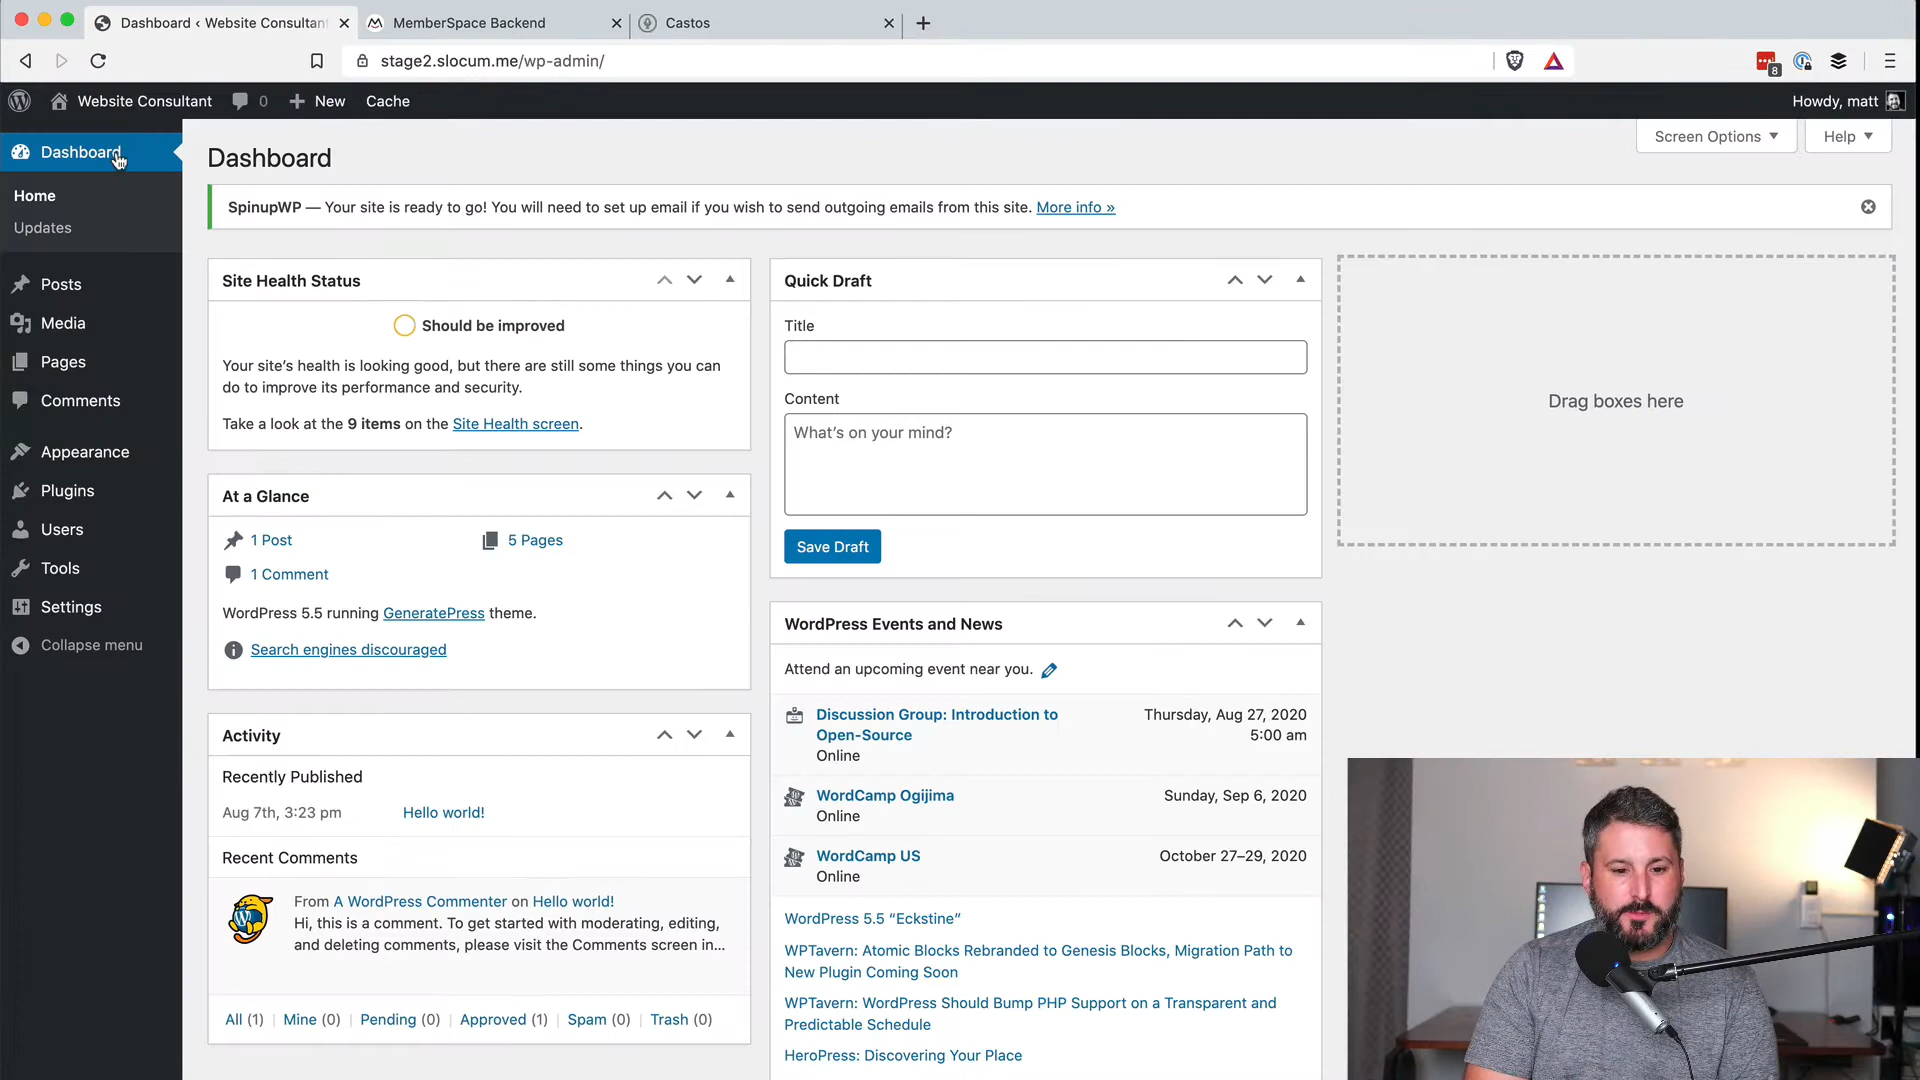 Dashboard ‹ Website Consultan
MemberSpace Backend
Castos
stage2.slocum.me/wp-admin/
8
Website Consultant
0
New
Cache
Howdy, matt
Dashboard
Home
Updates
Posts
Media
Pages
Comments
Appearance
Plugins
Users
Tools
Settings
Collapse menu
Screen Options
Help
Dashboard
SpinupWP — Your site is ready to go! You will need to set up email if you wish to send outgoing emails from this site. More info »
Site Health Status
Should be improved
Your site's health is looking good, but there are still some things you can
do to improve its performance and security.
Take a look at the 9 items on the Site Health screen.
At a Glance
1 Post
5 Pages
1 Comment
WordPress 5.5 running GeneratePress theme.
Search engines discouraged
Activity
Recently Published
Aug 7th, 3:23 pm
Hello world!
Recent Comments
From A WordPress Commenter on Hello world!
Hi, this is a comment. To get started with moderating, editing,
and deleting comments, please visit the Comments screen in...
All (1) | Mine (0) | Pending (0) | Approved (1) | Spam (0) | Trash (0)
Quick Draft
Title
Content
What's on your mind?
Save Draft
WordPress Events and News
Attend an upcoming event near you.
Discussion Group: Introduction to
Open-Source
Online
Thursday, Aug 27, 2020
5:00 am
WordCamp Ogijima
Online
Sunday, Sep 6, 2020
WordCamp US
Online
October 27–29, 2020
WordPress 5.5 “Eckstine”
WPTavern: Atomic Blocks Rebranded to Genesis Blocks, Migration Path to
New Plugin Coming Soon
WPTavern: WordPress Should Bump PHP Support on a Transparent and
Predictable Schedule
HeroPress: Discovering Your Place
Drag boxes here